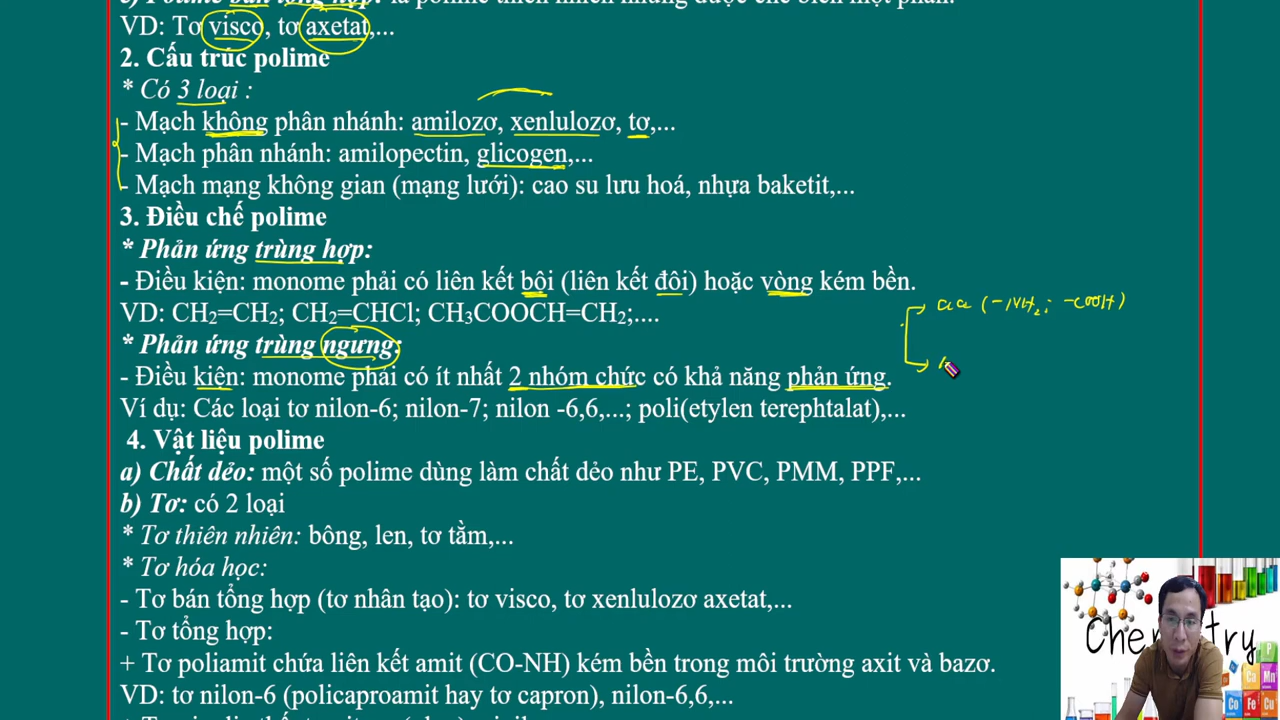 VD: Tơ visco, tơ axetat,...
2. Cấu trúc polime
* Có 3 loại :
- Mạch không phân nhánh: amilozơ, xenlulozơ, tơ,...
- Mạch phân nhánh: amilopectin, glicogen,...
- Mạch mạng không gian (mạng lưới): cao su lưu hoá, nhựa baketit,...
3. Điều chế polime
* Phản ứng trùng hợp:
- Điều kiện: monome phải có liên kết bội (liên kết đôi) hoặc vòng kém bền.
aa (-NH₂; -COOH)
VD: CH₂=CH₂; CH₂=CHCl; CH₃COOCH=CH₂;....
* Phản ứng trùng ngưng:
- Điều kiện: monome phải có ít nhất 2 nhóm chức có khả năng phản ứng.
Ví dụ: Các loại tơ nilon-6; nilon-7; nilon -6,6,...; poli(etylen terephtalat),...
4. Vật liệu polime
a) Chất dẻo: một số polime dùng làm chất dẻo như PE, PVC, PMM, PPF,...
b) Tơ: có 2 loại
* Tơ thiên nhiên: bông, len, tơ tằm,...
* Tơ hóa học:
- Tơ bán tổng hợp (tơ nhân tạo): tơ visco, tơ xenlulozơ axetat,...
- Tơ tổng hợp:
+ Tơ poliamit chứa liên kết amit (CO-NH) kém bền trong môi trường axit và bazơ.
VD: tơ nilon-6 (policaproamit hay tơ capron), nilon-6,6,...